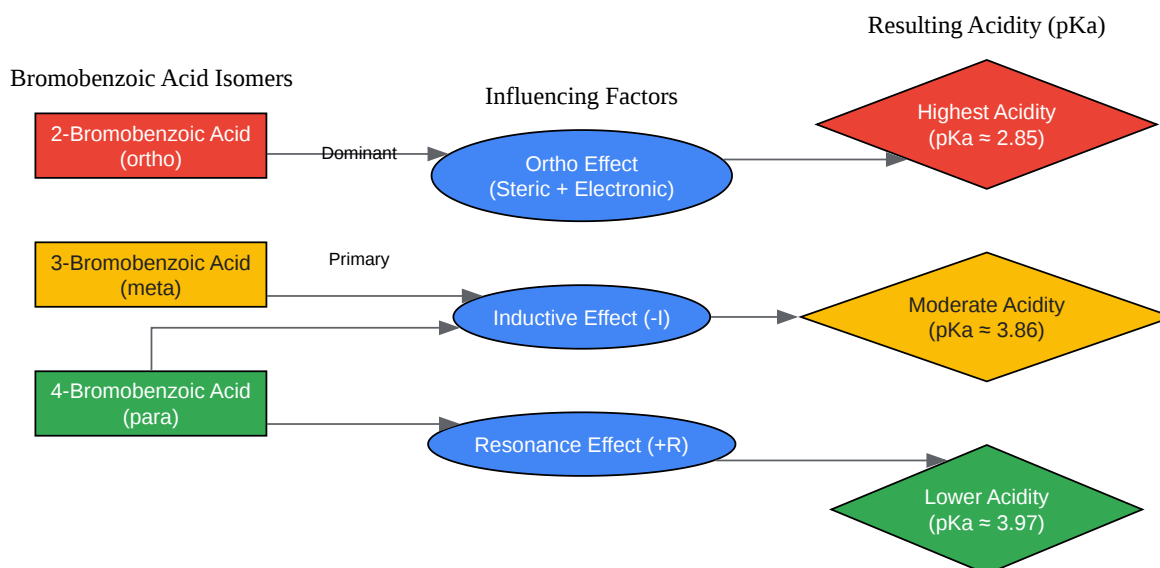 Resulting Acidity (pKa)
Bromobenzoic Acid Isomers
Influencing Factors
2-Bromobenzoic Acid
(ortho)
Dominant
Ortho Effect
(Steric + Electronic)
Highest Acidity
(pKa ≈ 2.85)
3-Bromobenzoic Acid
(meta)
Primary
Inductive Effect (-I)
Moderate Acidity
(pKa ≈ 3.86)
4-Bromobenzoic Acid
(para)
Resonance Effect (+R)
Lower Acidity
(pKa ≈ 3.97)